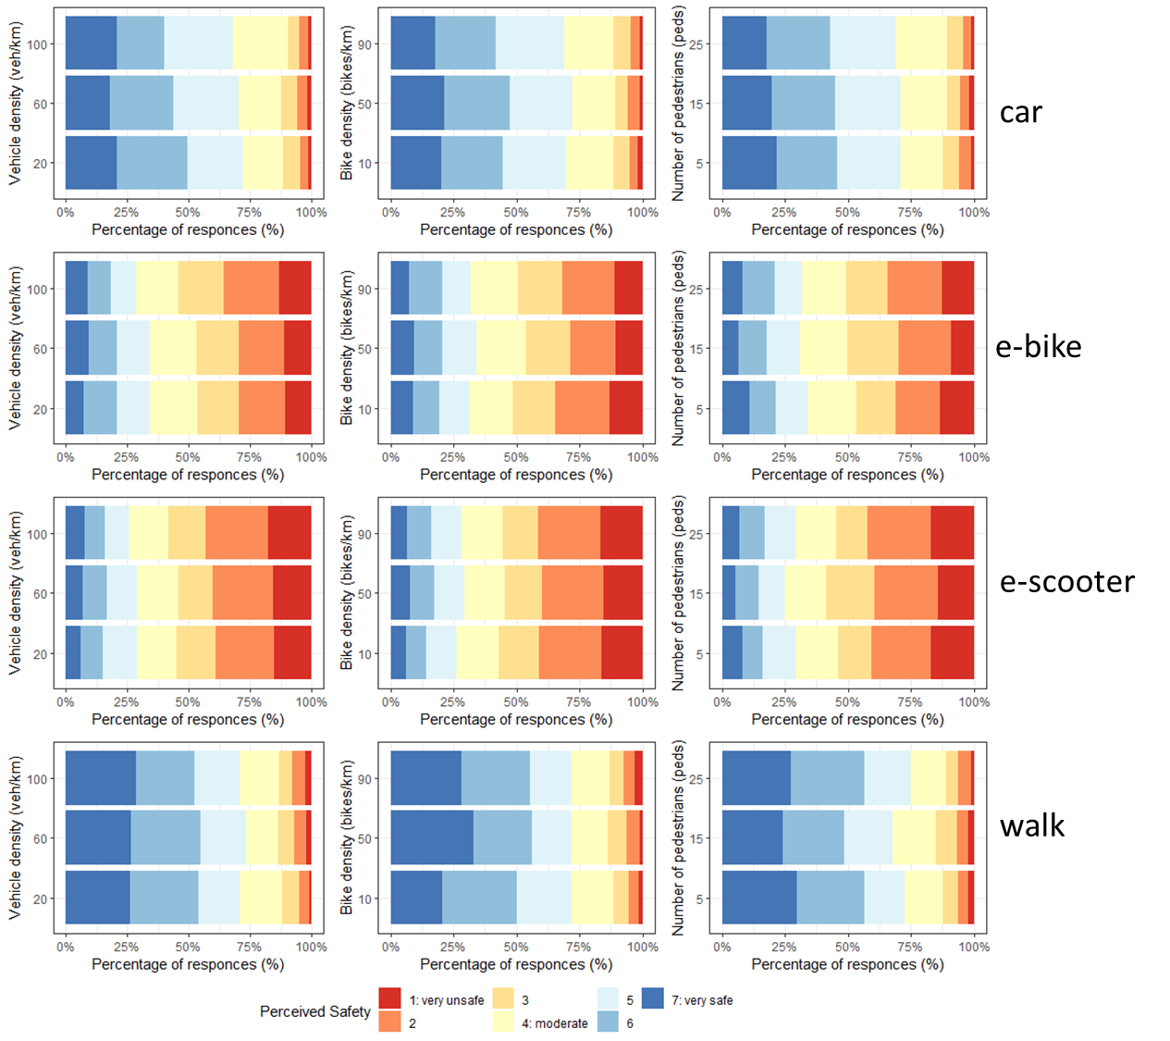 Vehicle density (veh/km)
100
60
20
0% 25% 50% 75% 100%
Percentage of responces (%)
Bike density (bikes/km)
90
50
10
0% 25% 50% 75% 100%
Percentage of responces (%)
Number of pedestrians (peds)
25
15
5
0% 25% 50% 75% 100%
Percentage of responces (%)
car
Vehicle density (veh/km)
100
60
20
0% 25% 50% 75% 100%
Percentage of responces (%)
Bike density (bikes/km)
90
50
10
0% 25% 50% 75% 100%
Percentage of responces (%)
Number of pedestrians (peds)
25
15
5
0% 25% 50% 75% 100%
Percentage of responces (%)
e-bike
Vehicle density (veh/km)
100
60
20
0% 25% 50% 75% 100%
Percentage of responces (%)
Bike density (bikes/km)
90
50
10
0% 25% 50% 75% 100%
Percentage of responces (%)
Number of pedestrians (peds)
25
15
5
0% 25% 50% 75% 100%
Percentage of responces (%)
e-scooter
Vehicle density (veh/km)
100
60
20
0% 25% 50% 75% 100%
Percentage of responces (%)
Bike density (bikes/km)
90
50
10
0% 25% 50% 75% 100%
Percentage of responces (%)
Number of pedestrians (peds)
25
15
5
0% 25% 50% 75% 100%
Percentage of responces (%)
walk
Perceived Safety
1: very unsafe 3 5 7: very safe
2 4: moderate 6